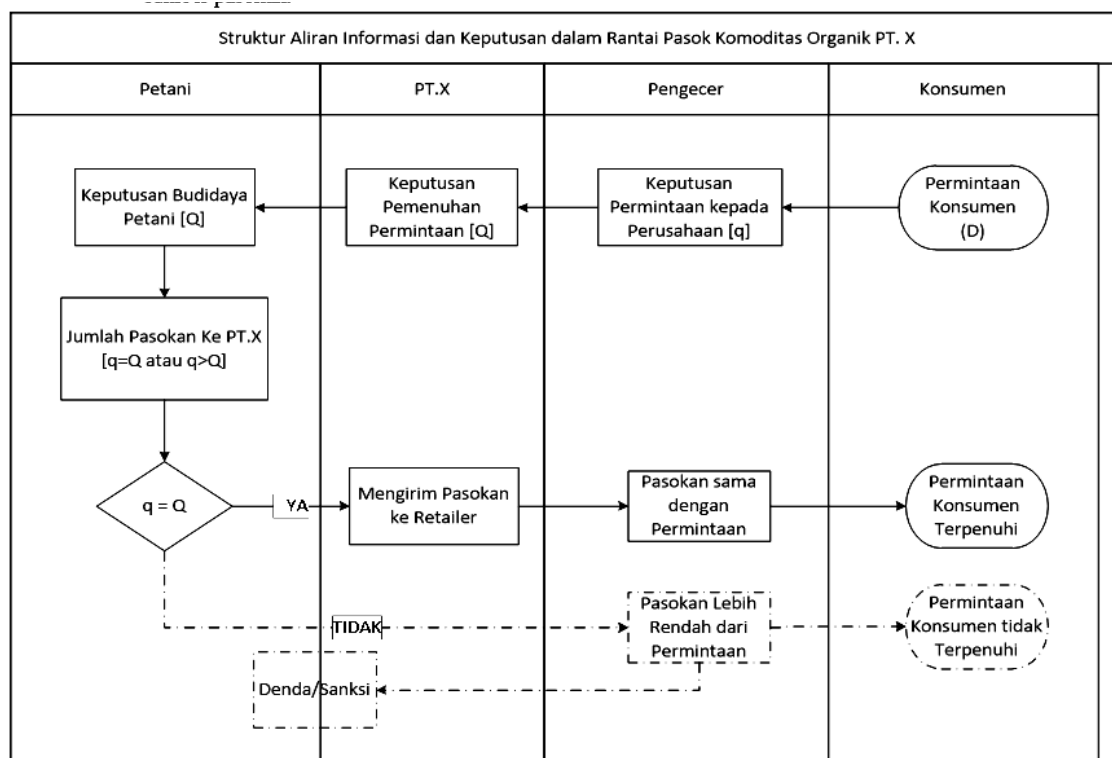 Struktur Aliran Informasi dan Keputusan dalam Rantai Pasok Komoditas Organik PT. X
Petani
PT.X
Pengecer
Konsumen
Keputusan Budidaya
Petani [Q]
Keputusan
Pemenuhan
Permintaan [Q]
Keputusan
Permintaan kepada
Perusahaan [q]
Permintaan
Konsumen
(D)
Jumlah Pasokan Ke PT.X
[q=Q atau q>Q]
q = Q
YA
Mengirim Pasokan
ke Retailer
Pasokan sama
dengan
Permintaan
Permintaan
Konsumen
Terpenuhi
TIDAK
Pasokan Lebih
Rendah dari
Permintaan
Permintaan
Konsumen tidak
Terpenuhi
Denda/Sanksi